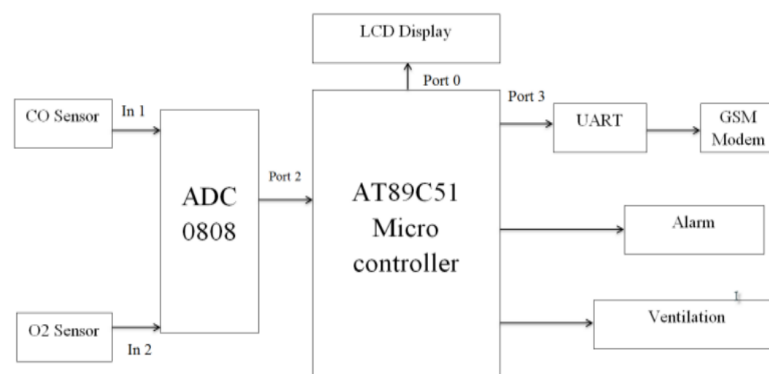 LCD Display
Port 0
Port 3
CO Sensor
In 1
UART
GSM
Modem
ADC
0808
Port 2
AT89C51
Micro
controller
Alarm
O2 Sensor
In 2
Ventilation